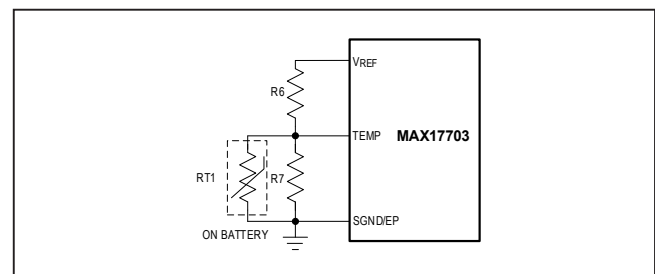 VREF
R6
TEMP
MAX17703
RT1
R7
SGND/EP
ON BATTERY